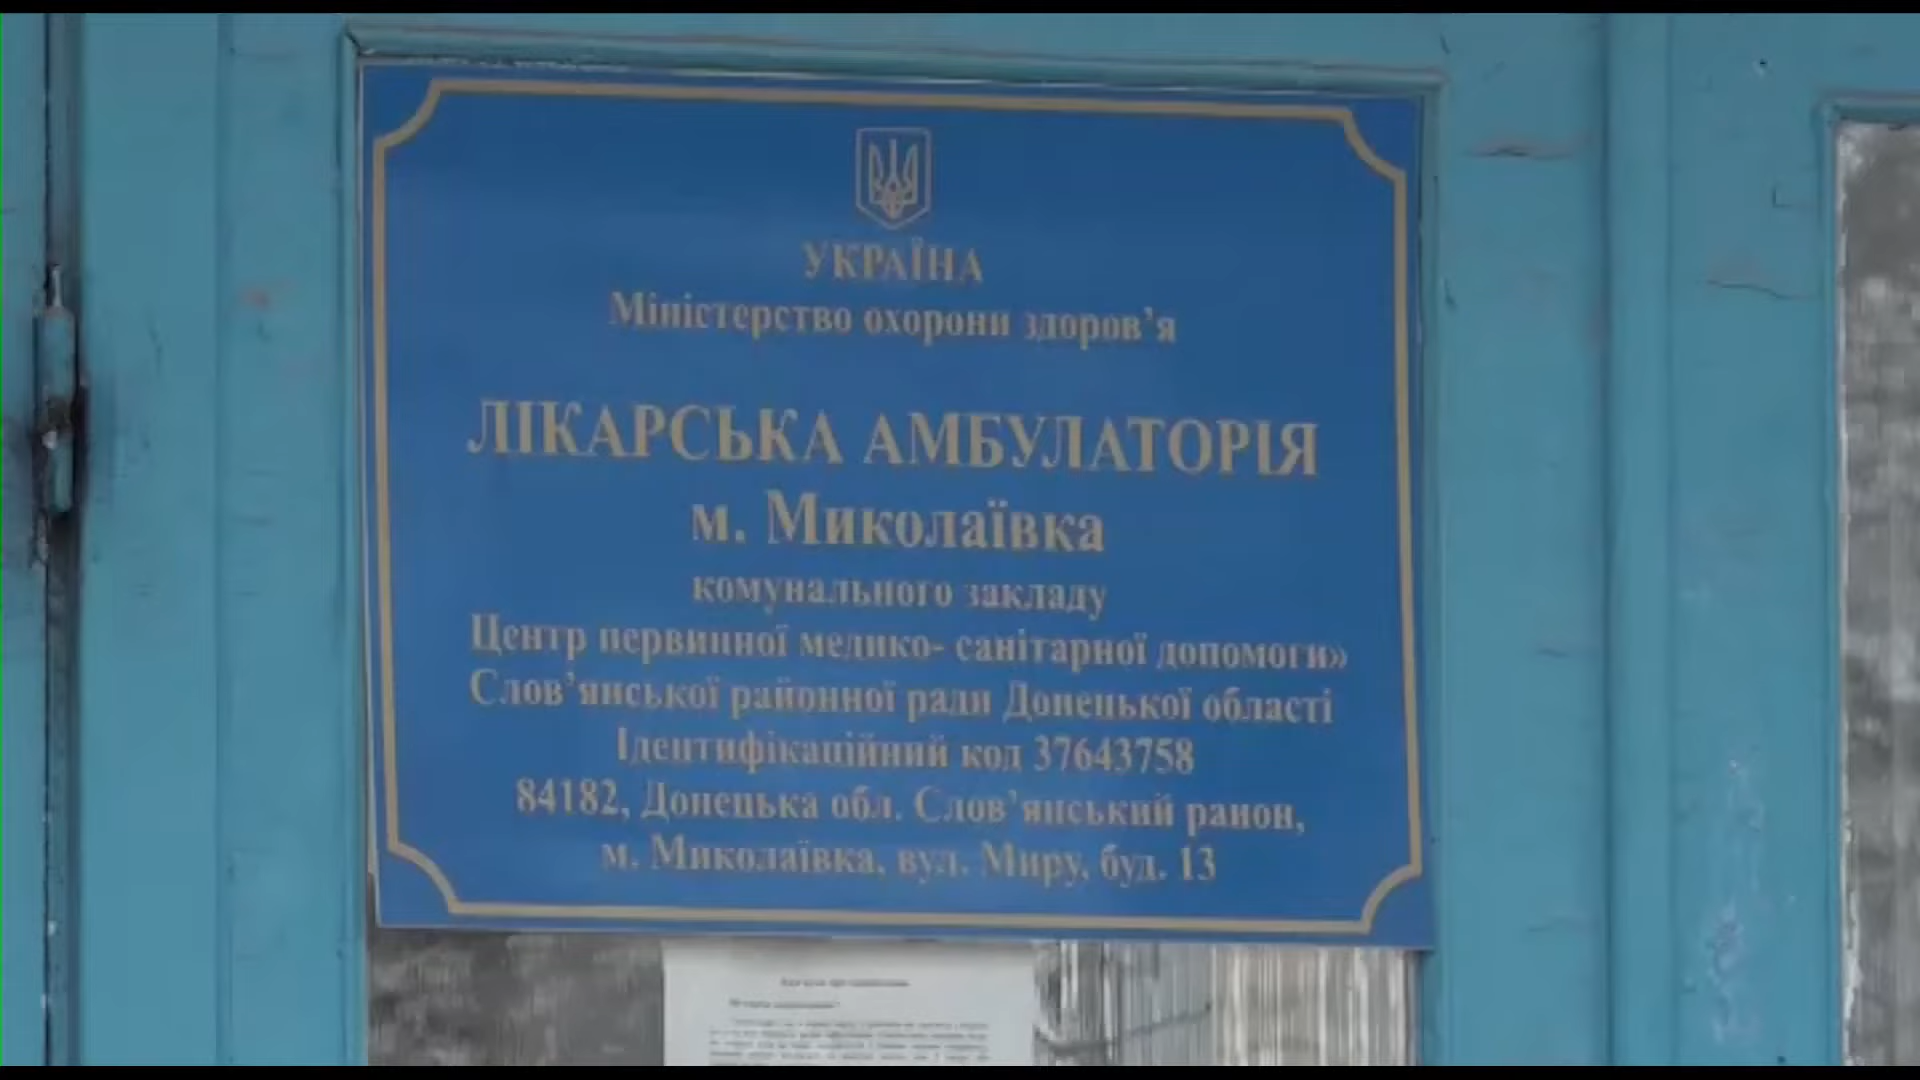 УКРАЇНА
Міністерство охорони здоров’я
ЛІКАРСЬКА АМБУЛАТОРІЯ
м. Миколаївка
комунального закладу
Центр первинної медико- санітарної допомоги»
Слов’янської районної ради Донецької області
Ідентифікаційний код 37643758
84182, Донецька обл. Слов’янський район,
м. Миколаївка, вул. Миру, буд. 13